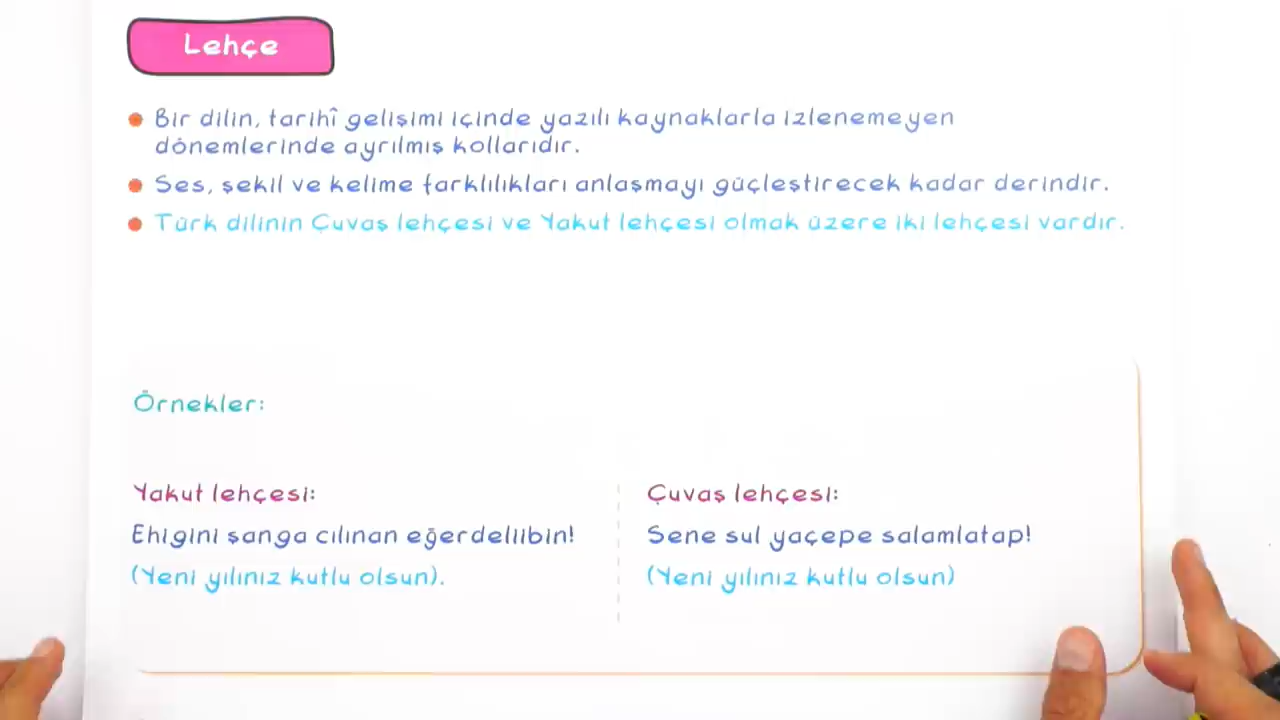 Lehçe
Bir dilin, tarihî gelişimi içinde yazılı kaynaklarla izlenemeyen
dönemlerinde ayrılmış kollarıdır.
Ses, şekil ve kelime farklılıkları anlaşmayı güçleştirecek kadar derindir.
Türk dilinin Çuvaş lehçesi ve Yakut lehçesi olmak üzere iki lehçesi vardır.
Örnekler:
Yakut lehçesi:
Ehigini şanga cılınan eğerdeliibin!
(Yeni yılınız kutlu olsun).
Çuvaş lehçesi:
Sene sul yaçepe salamlatap!
(Yeni yılınız kutlu olsun)